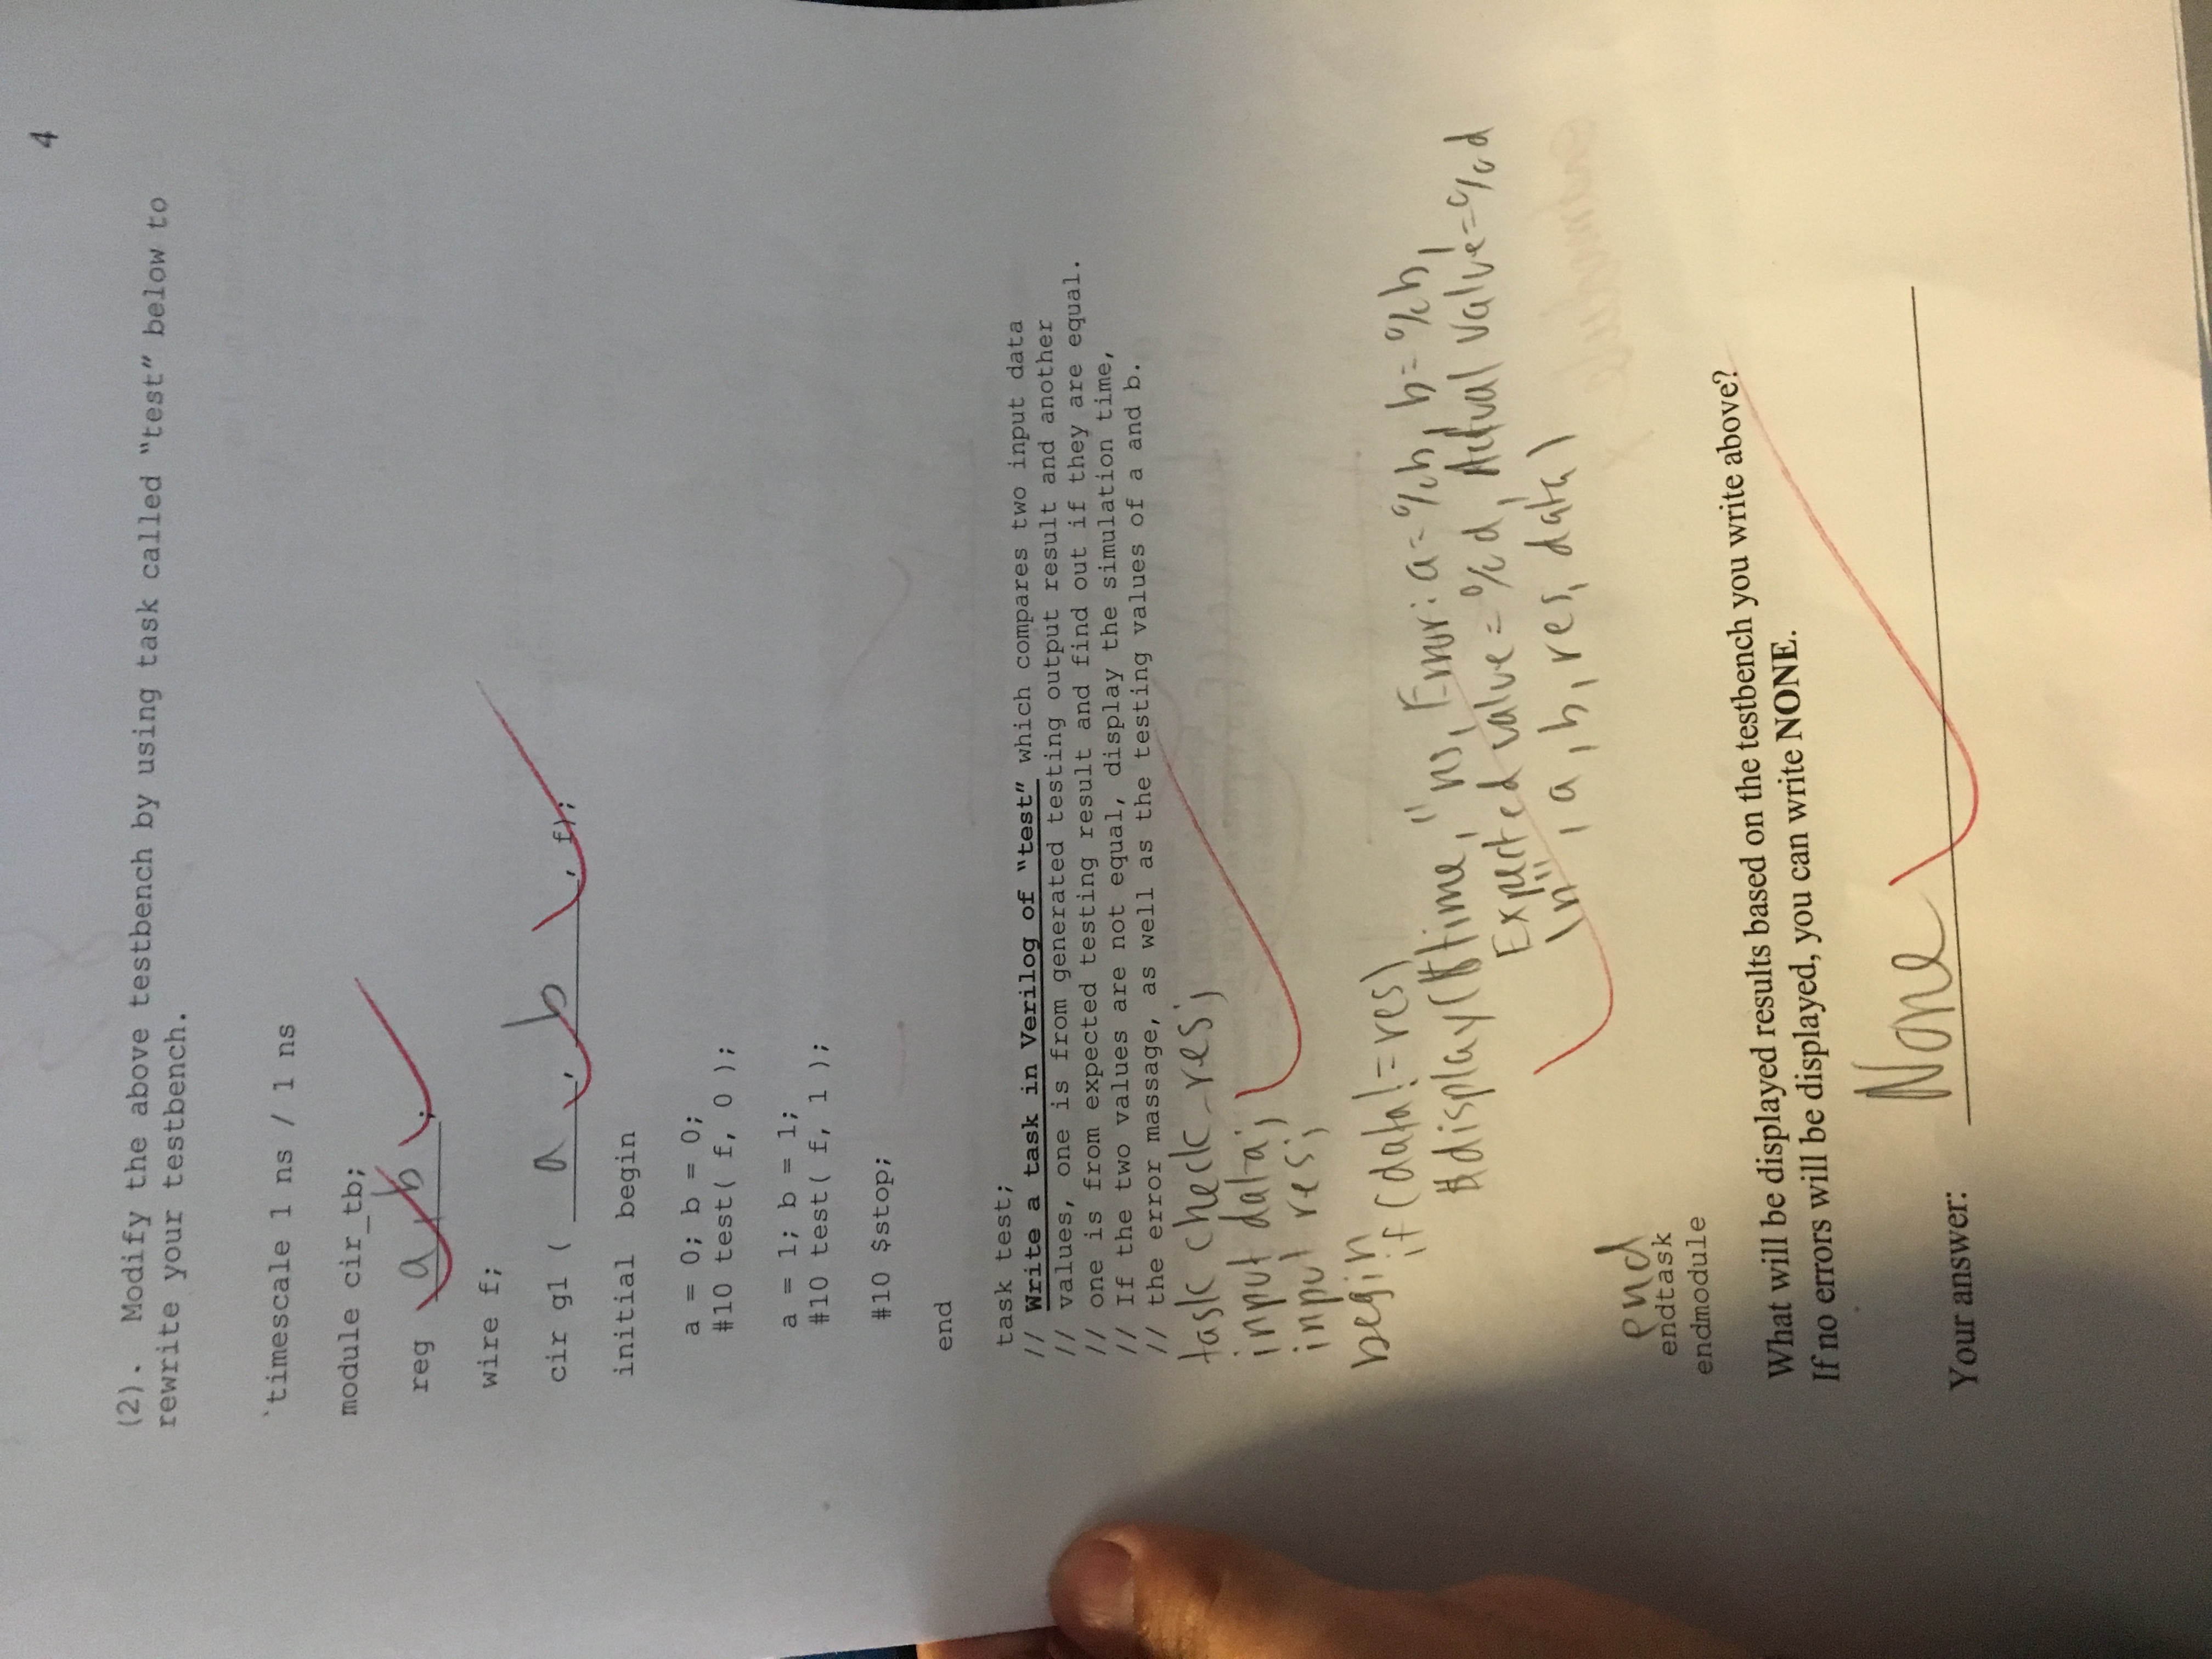 4
(2). Modify the above testbench by using task called "test" below to
rewrite your testbench.
`timescale 1 ns / 1 ns
module cir_tb;
reg a, b ;
wire f;
cir g1 ( a , b , f);
initial begin
a = 0; b = 0;
#10 test( f, 0 );
a = 1; b = 1;
#10 test( f, 1 );
#10 $stop;
end
task test;
// Write a task in Verilog of "test" which compares two input data
// values, one is from generated testing output result and another
// one is from expected testing result and find out if they are equal.
// If the two values are not equal, display the simulation time,
// the error massage, as well as the testing values of a and b.
task check_res;
input data;
input res;
begin
if (data!=res)
$display($time, "ns, Error: a=%b, b=%b,
Expected value = %d, Actual value=%d
\n", a, b, res, data)
end
endtask
endmodule
What will be displayed results based on the testbench you write above?
If no errors will be displayed, you can write NONE.
Your answer: None